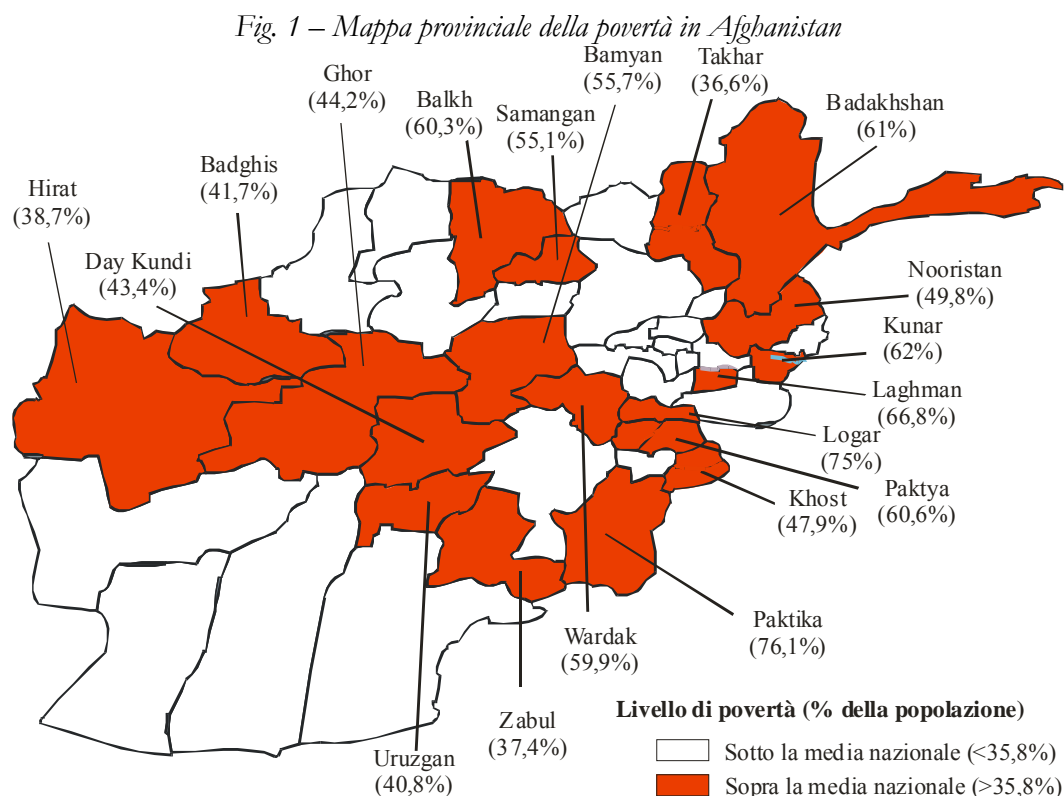 Fig. 1 – Mappa provinciale della povertà in Afghanistan
Bamyan
(55,7%)
Takhar
(36,6%)
Ghor
(44,2%)
Balkh
(60,3%)
Samangan
(55,1%)
Badakhshan
(61%)
Badghis
(41,7%)
Hirat
(38,7%)
Day Kundi
(43,4%)
Nooristan
(49,8%)
Kunar
(62%)
Laghman
(66,8%)
Logar
(75%)
Paktya
(60,6%)
Khost
(47,9%)
Paktika
(76,1%)
Wardak
(59,9%)
Zabul
(37,4%)
Uruzgan
(40,8%)
Livello di povertà (% della popolazione)
Sotto la media nazionale (<35,8%)
Sopra la media nazionale (>35,8%)